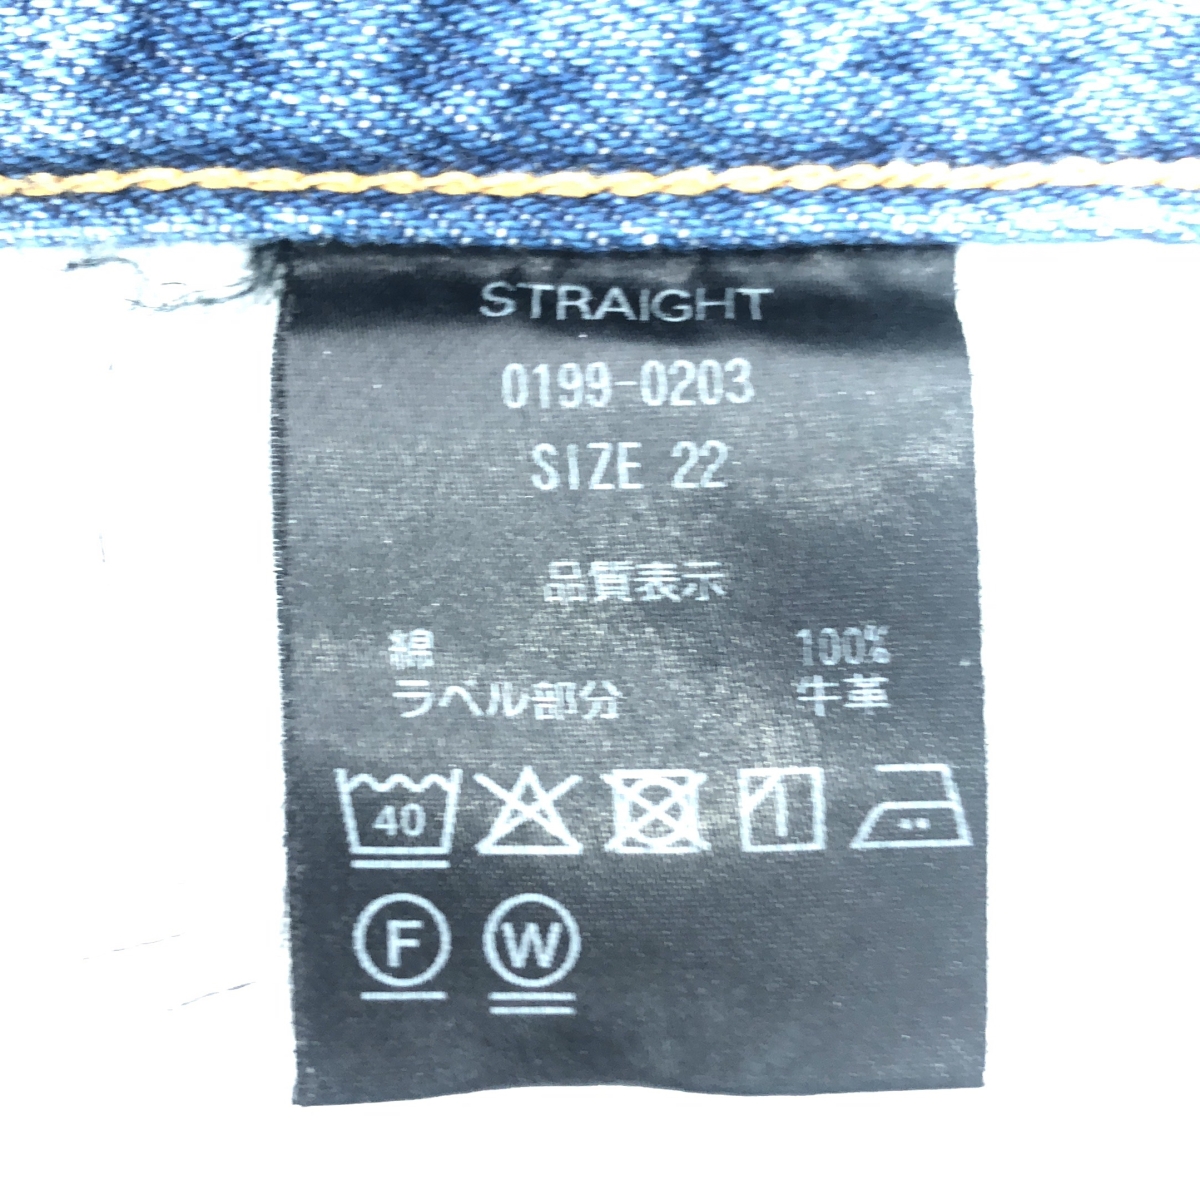 STRAIGHT
0199-0203
SIZE 22
品質表示
綿 100%
ラベル部分 牛革
40
F W